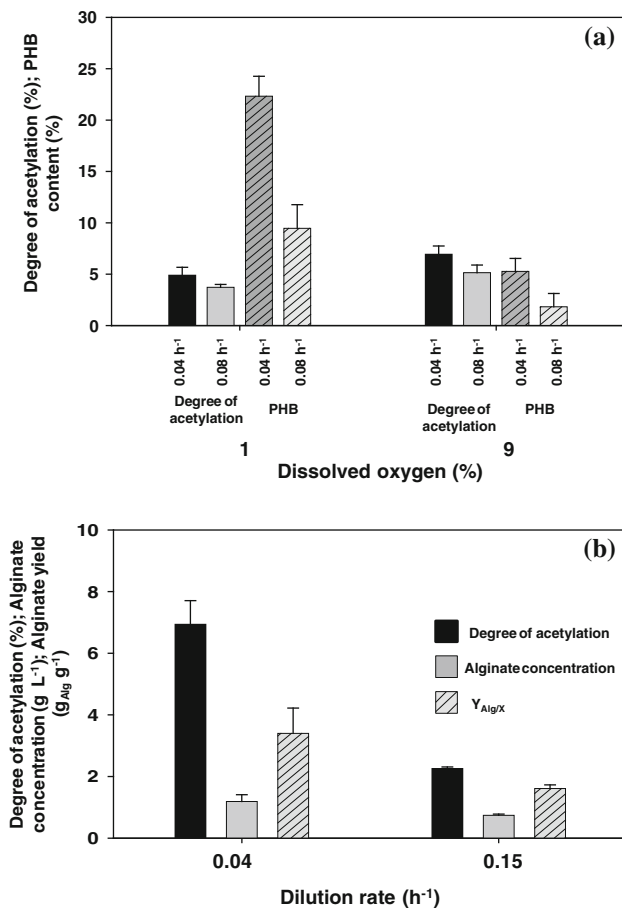 (a)
Degree of acetylation (%); PHB
content (%)
30
25
20
15
10
5
0
0.04 h-1
0.08 h-1
0.04 h-1
0.08 h-1
0.04 h-1
0.08 h-1
0.04 h-1
0.08 h-1
Degree of
acetylation
PHB
Degree of
acetylation
PHB
1
9
Dissolved oxygen (%)
(b)
Degree of acetylation (%); Alginate
concentration (g L-1); Alginate yield
(gAlg g-1)
10
8
6
4
2
0
Degree of acetylation
Alginate concentration
YAlg/X
0.04
0.15
Dilution rate (h-1)